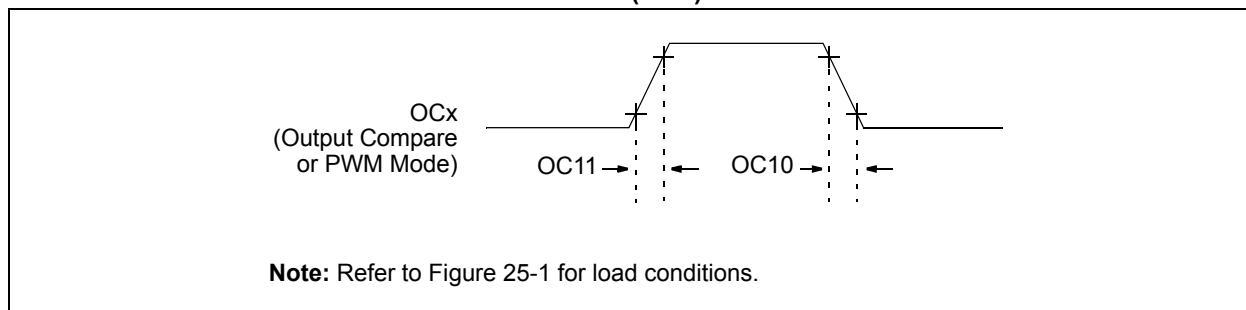 OCx
(Output Compare
or PWM Mode)
OC11
OC10
Note: Refer to Figure 25-1 for load conditions.